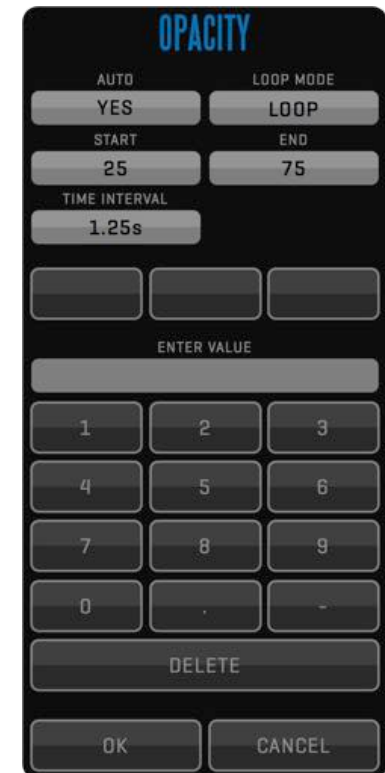 OPACITY
AUTO LOOP MODE
YES LOOP
START END
25 75
TIME INTERVAL
1.25s
ENTER VALUE
1 2 3
4 5 6
7 8 9
0 . -
DELETE
OK CANCEL